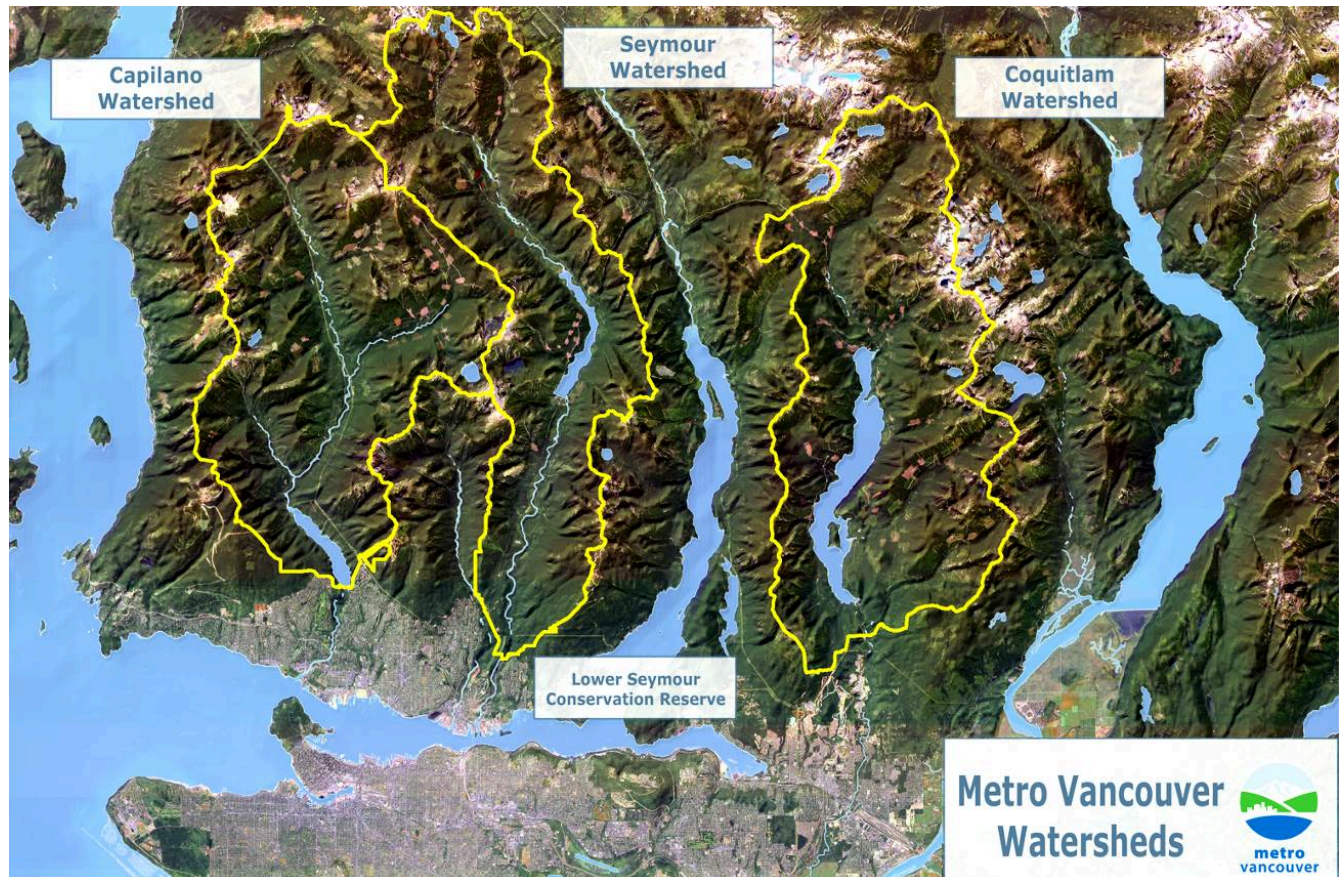 Capilano
Watershed
Seymour
Watershed
Coquitlam
Watershed
Lower Seymour
Conservation Reserve
Metro Vancouver
Watersheds
metro
vancouver